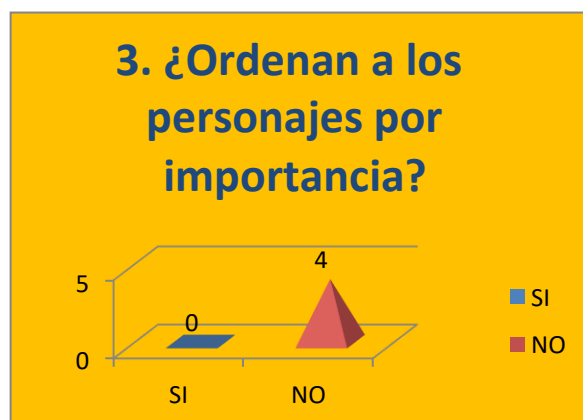 3. ¿Ordenan a los
personajes por
importancia?
4
5
0
SI
NO
0
SI NO